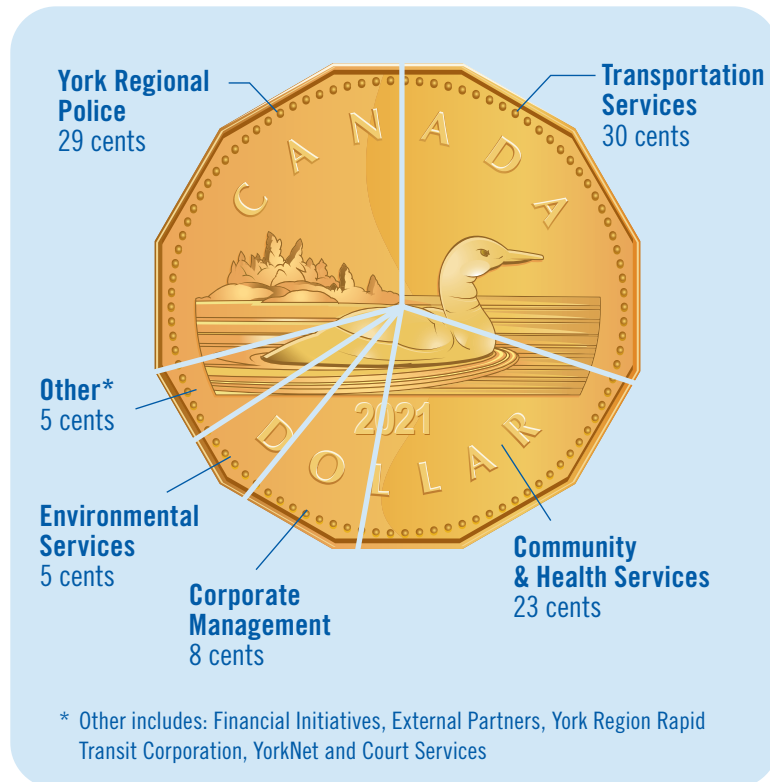 York Regional
Police
29 cents
Transportation
Services
30 cents
CANADA
Other*
5 cents
2021
DOLLAR
Environmental
Services
5 cents
Corporate
Management
8 cents
Community
& Health Services
23 cents
* Other includes: Financial Initiatives, External Partners, York Region Rapid
Transit Corporation, YorkNet and Court Services